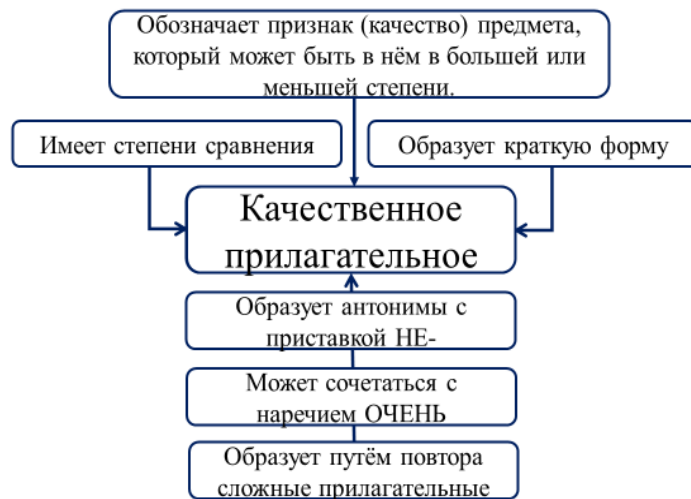 Обозначает признак (качество) предмета,
который может быть в нём в большей или
меньшей степени.
Имеет степени сравнения
Образует краткую форму
Качественное
прилагательное
Образует антонимы с
приставкой НЕ-
Может сочетаться с
наречием ОЧЕНЬ
Образует путём повтора
сложные прилагательные